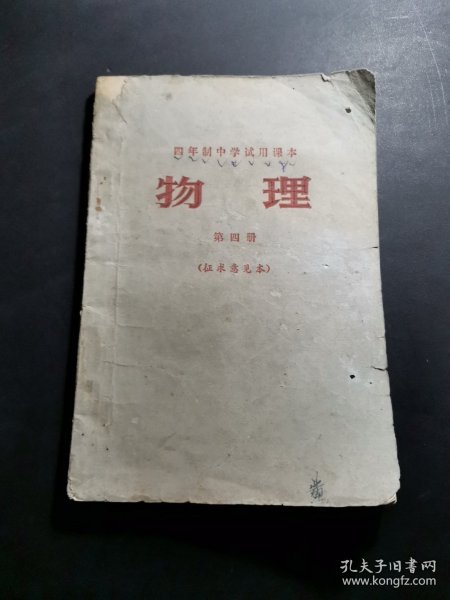 四年制中学试用课本
物理
第四册
(征求意见本)
孔夫子旧书网
www.kongfz.com